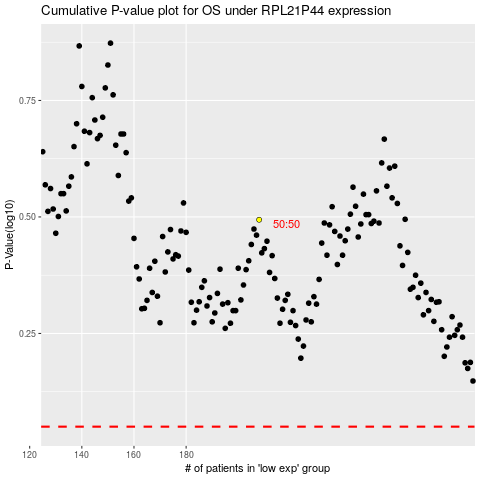 Cumulative P-value plot for OS under RPL21P44 expression
P-Value(log10)
0.75
0.50
0.25
50:50
120 140 160 180
# of patients in 'low exp' group